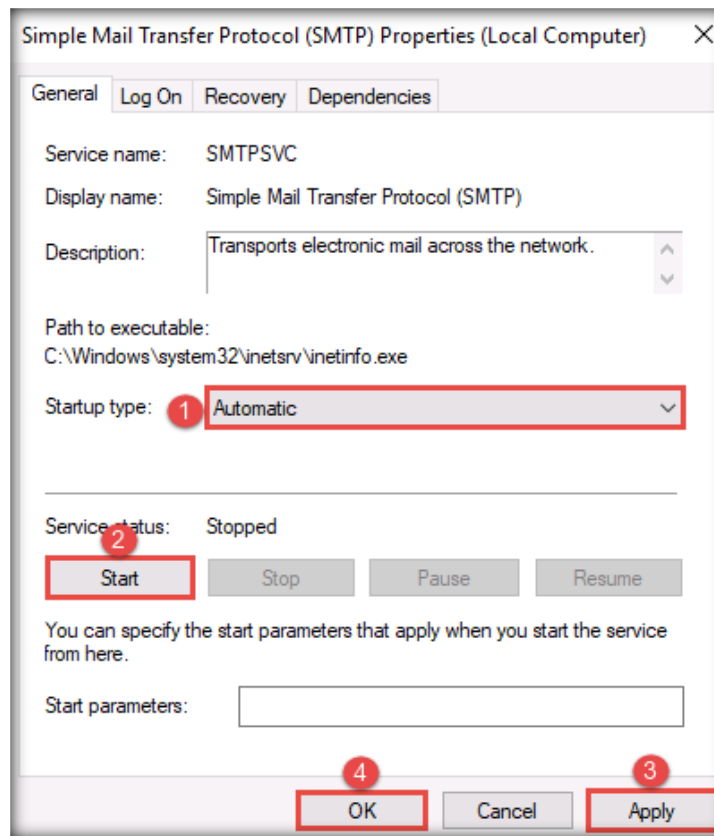 Simple Mail Transfer Protocol (SMTP) Properties (Local Computer)
General Log On Recovery Dependencies
Service name: SMTPSVC
Display name: Simple Mail Transfer Protocol (SMTP)
Description: Transports electronic mail across the network.
Path to executable:
C:\Windows\system32\inetsrv\inetinfo.exe
Startup type: 1 Automatic
Service status: Stopped
2
Start Stop Pause Resume
You can specify the start parameters that apply when you start the service
from here.
Start parameters:
4 3
OK Cancel Apply